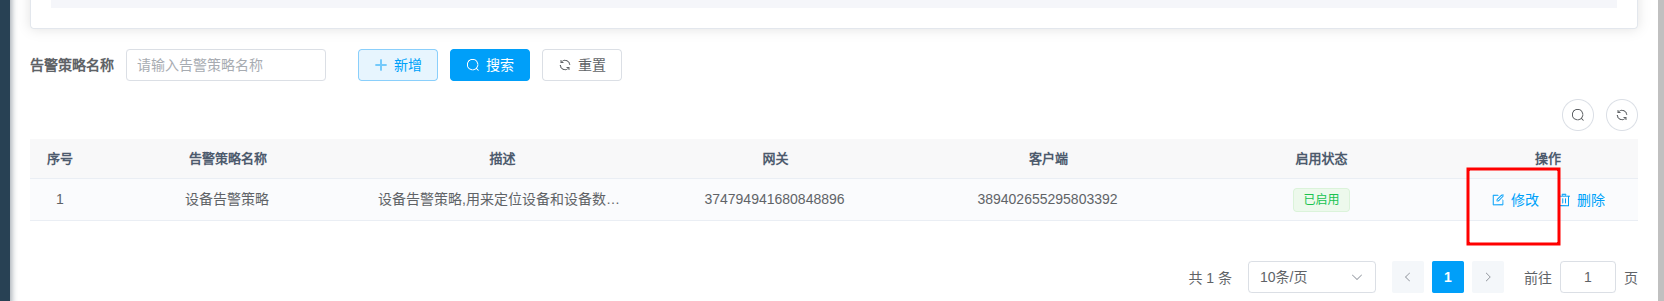 告警策略名称 请输入告警策略名称 新增 搜索 重置
序号 告警策略名称 描述 网关 客户端 启用状态 操作
1 设备告警策略 设备告警策略,用来定位设备和设备数... 374794941680848896 389402655295803392 已启用 修改 删除
共 1 条 10条/页 1 前往 1 页